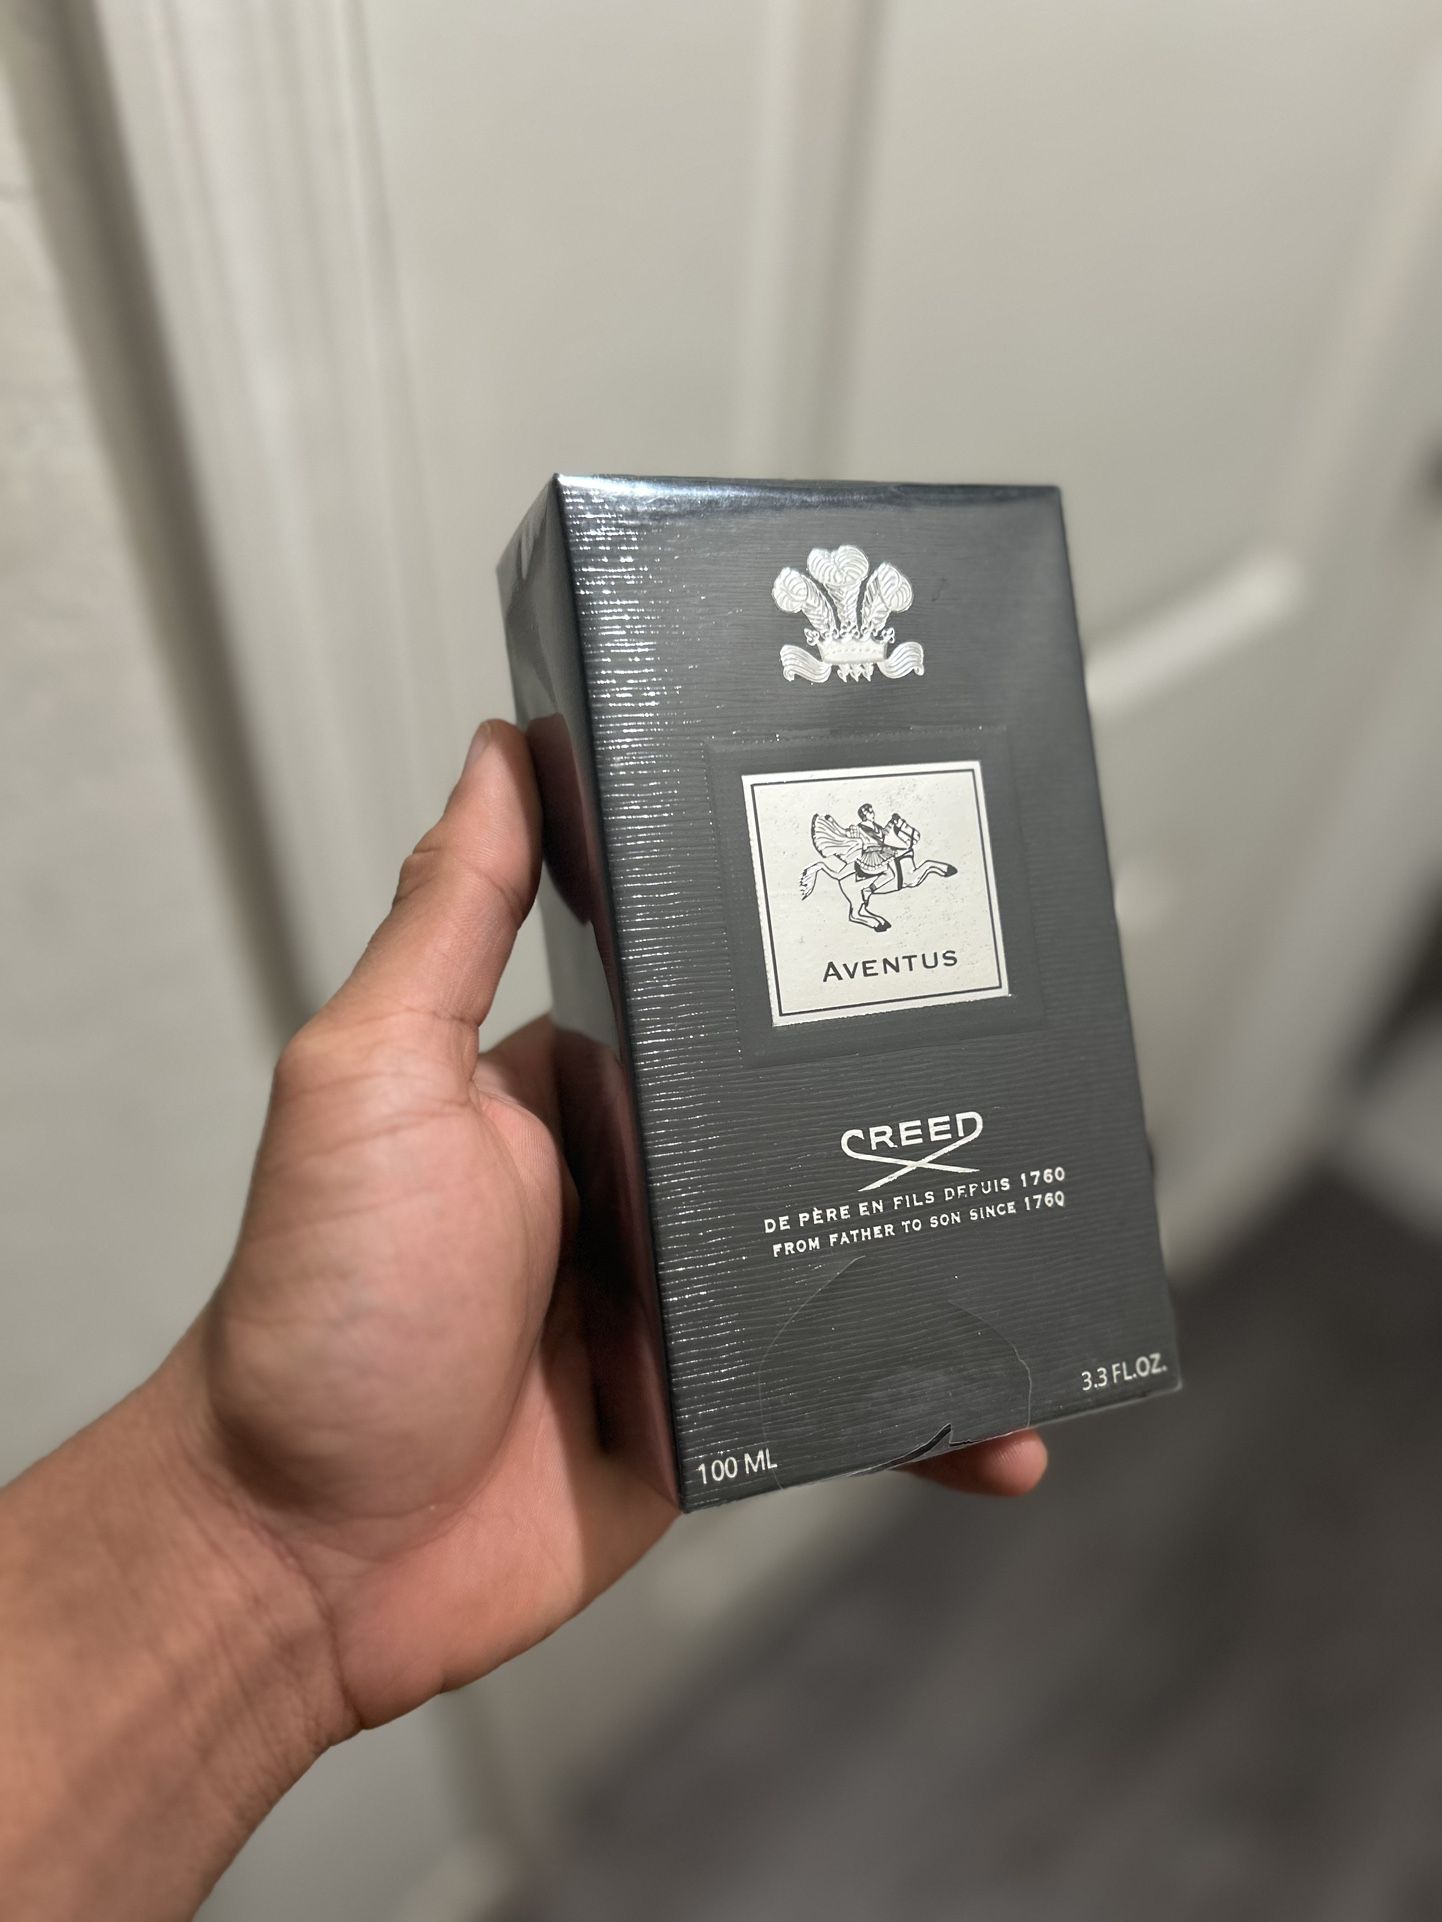 AVENTUS
CREED
DE PÈRE EN FILS DEPUIS 1760
FROM FATHER TO SON SINCE 1760
100 ML
3.3 FL.OZ.